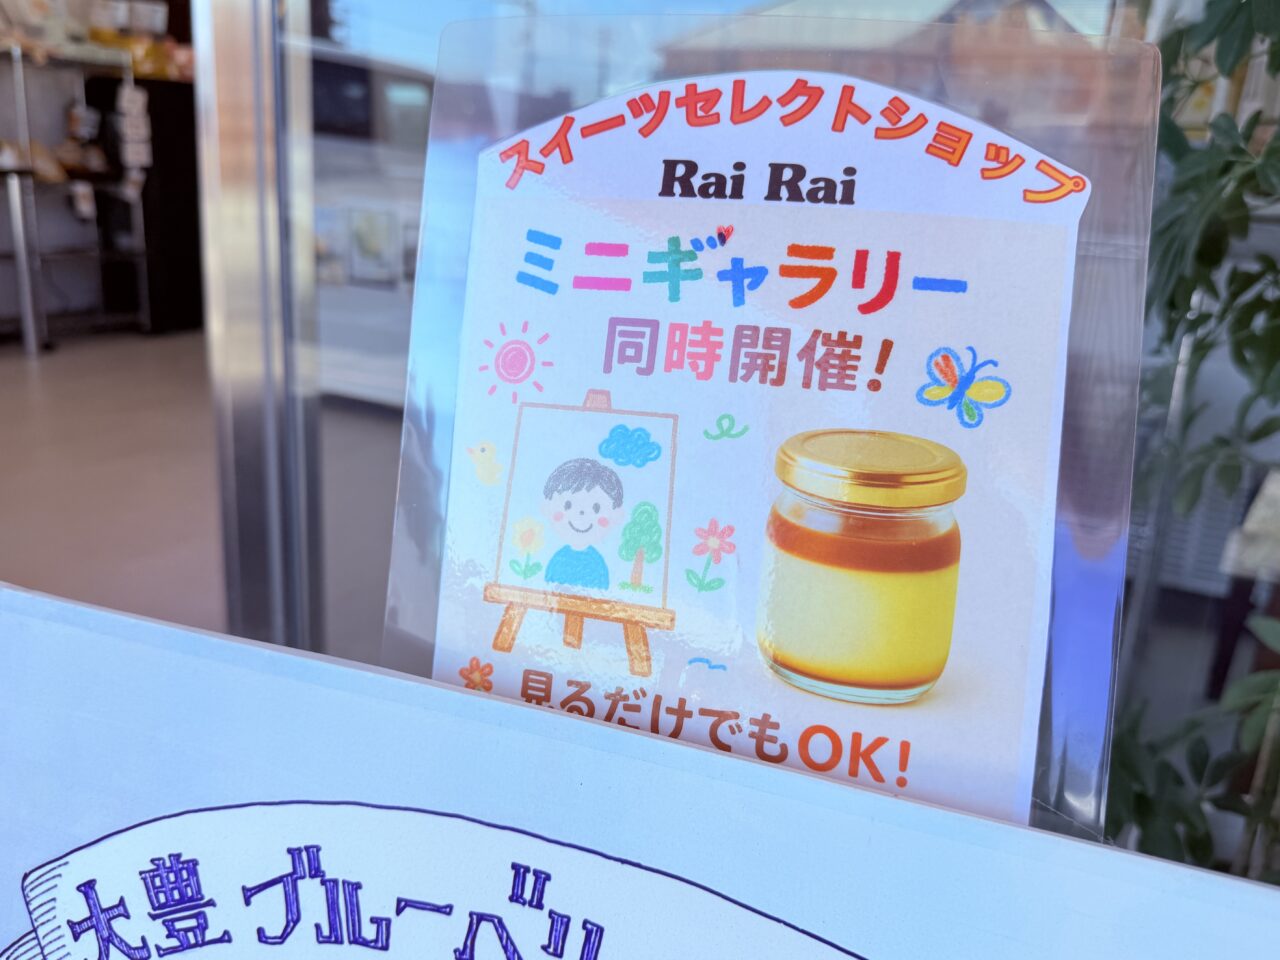 スイーツセレクトショップ
Rai Rai
ミニギャラリー
同時開催!
見るだけでもOK!
大豊ブルーベリ